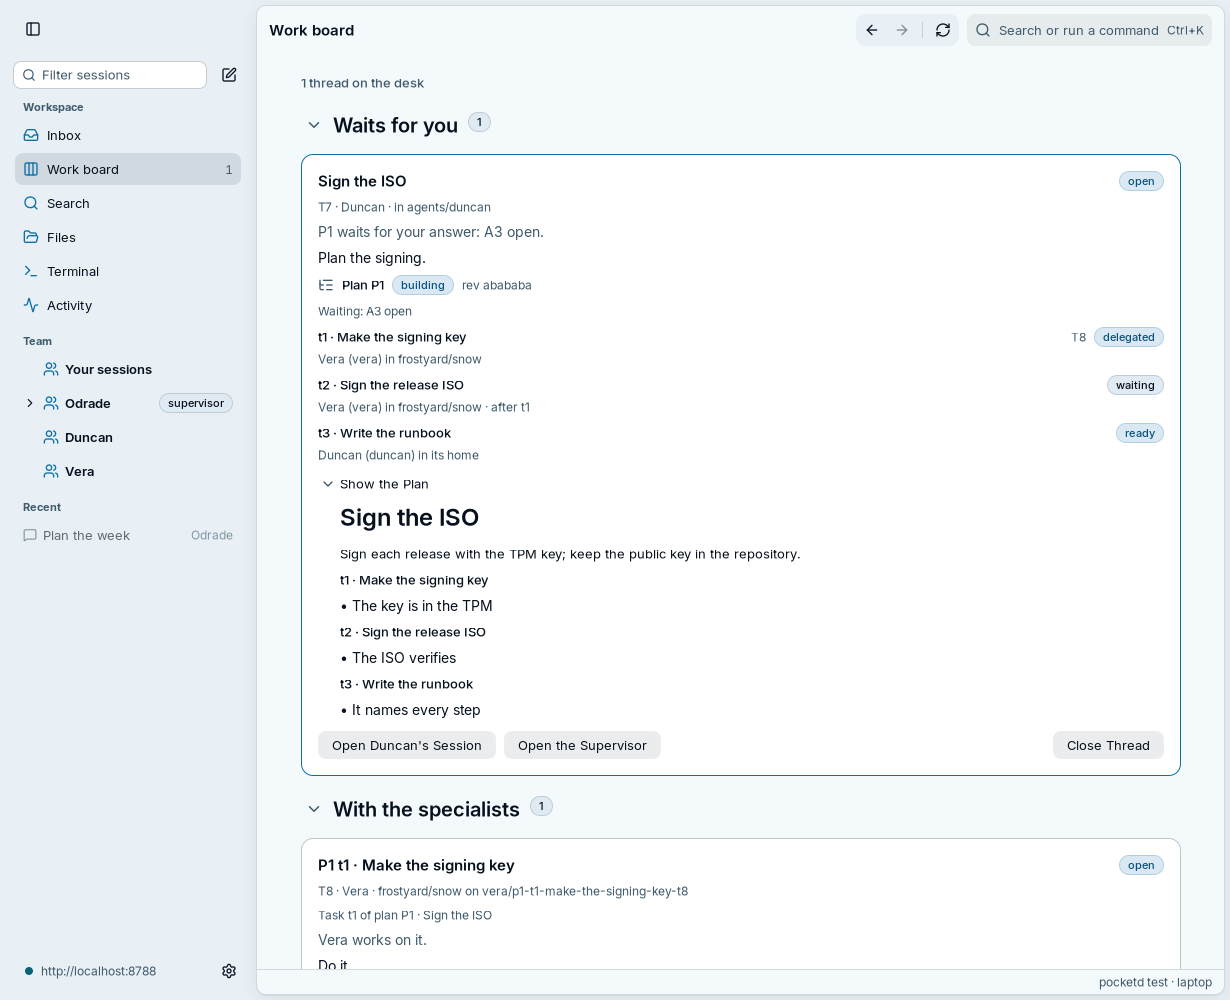 Work board
Search or run a command Ctrl+K
Filter sessions
Workspace
Inbox
Work board 1
Search
Files
Terminal
Activity
Team
Your sessions
Odrade supervisor
Duncan
Vera
Recent
Plan the week Odrade
http://localhost:8788
1 thread on the desk
Waits for you 1
Sign the ISO open
T7 · Duncan · in agents/duncan
P1 waits for your answer: A3 open.
Plan the signing.
Plan P1 building rev abababa
Waiting: A3 open
t1 · Make the signing key T8 delegated
Vera (vera) in frostyard/snow
t2 · Sign the release ISO waiting
Vera (vera) in frostyard/snow · after t1
t3 · Write the runbook ready
Duncan (duncan) in its home
Show the Plan
Sign the ISO
Sign each release with the TPM key; keep the public key in the repository.
t1 · Make the signing key
• The key is in the TPM
t2 · Sign the release ISO
• The ISO verifies
t3 · Write the runbook
• It names every step
Open Duncan's Session Open the Supervisor Close Thread
With the specialists 1
P1 t1 · Make the signing key open
T8 · Vera · frostyard/snow on vera/p1-t1-make-the-signing-key-t8
Task t1 of plan P1 · Sign the ISO
Vera works on it.
Do it
pocketd test · laptop